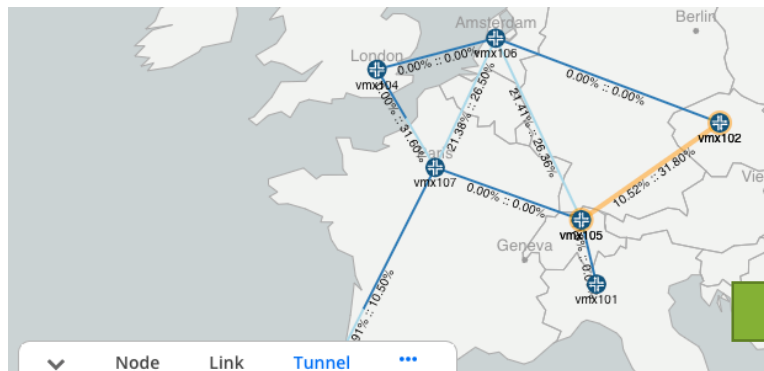 Berlin
Amsterdam
vmx106
London
0.00% :: 0.00%
vmx104
0.00% :: 0.00%
vmx102
21.38% :: 26.50%
21.41% :: 26.36%
:: 31.60%
vmx107
0.00% :: 0.00%
10.52% :: 31.80%
vmx105
Geneva
vmx101
:: 10.50%
Node Link Tunnel •••